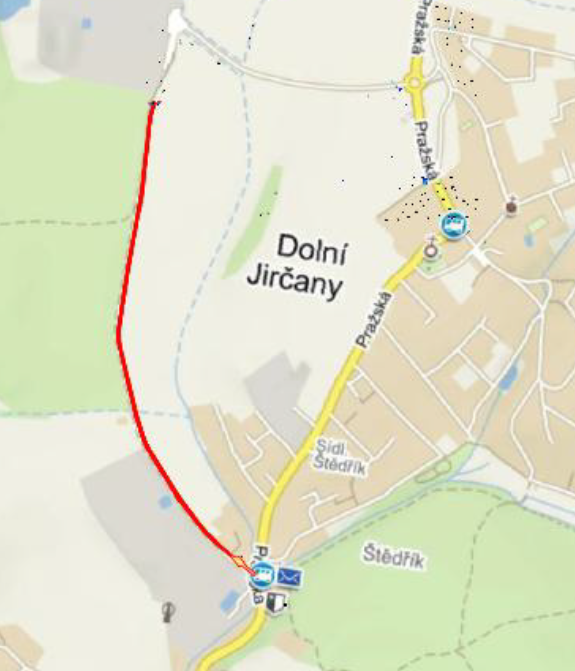 Pražská
Pražská
Dolní
Jirčany
Pražská
Sídl.
Štědřík
Štědřík